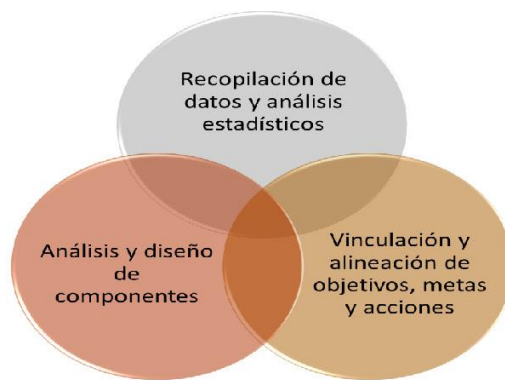 Recopilación de
datos y análisis
estadísticos
Análisis y diseño
de
componentes
Vinculación y
alineación de
objetivos, metas
y acciones